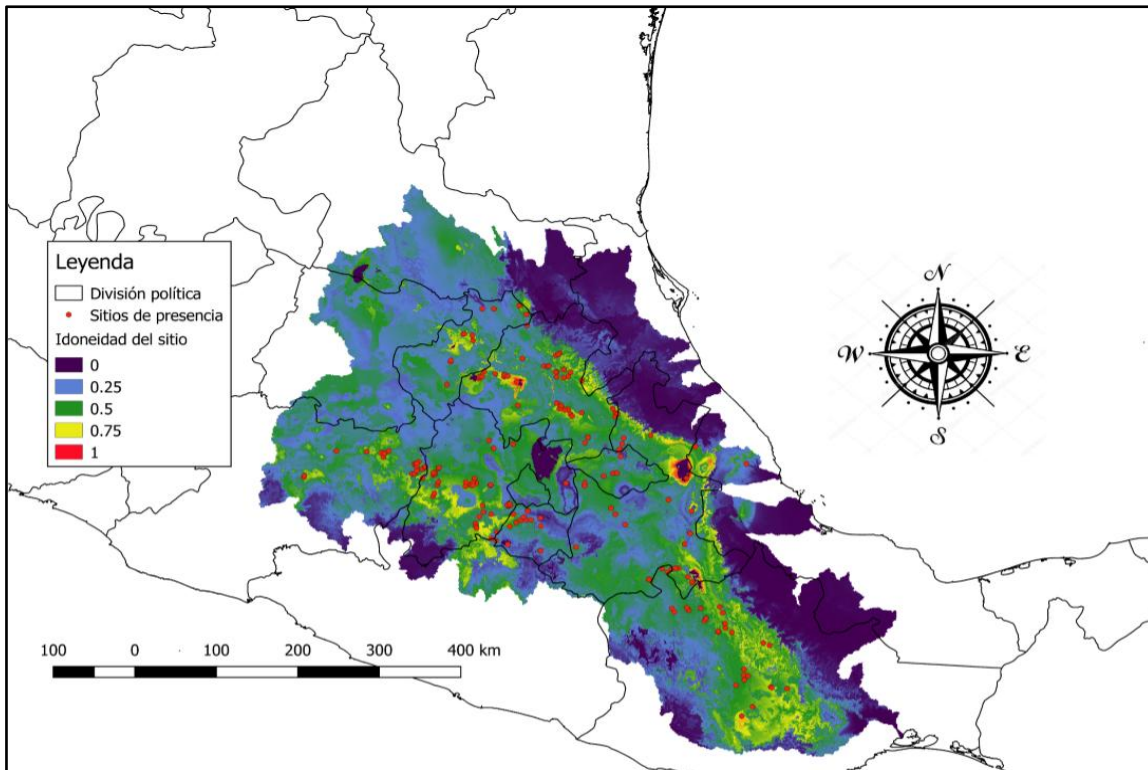 Leyenda
División política
Sitios de presencia
Idoneidad del sitio
0
0.25
0.5
0.75
1
N
W E
S
100 0 100 200 300 400 km